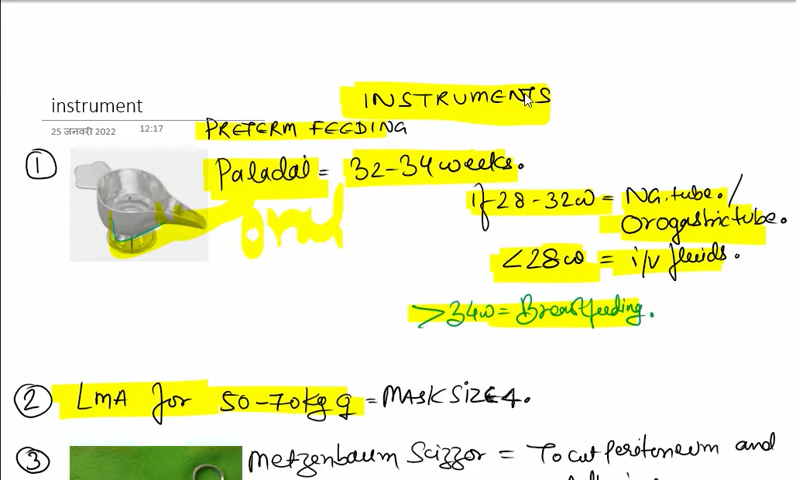 INSTRUMENTS
instrument
25 जनवरी 2022 12:17
PRETERM FEEDING
① Paladai = 32-34 weeks.
oral
if 28-32w = NG. tube. /
Orogastric tube.
<28w = i/v fluids.
>34w = Breastfeeding.
② LMA for 50-70kg g = MASK SIZE 4.
③ Metzenbaum Scizzor = To cut peritoneum and